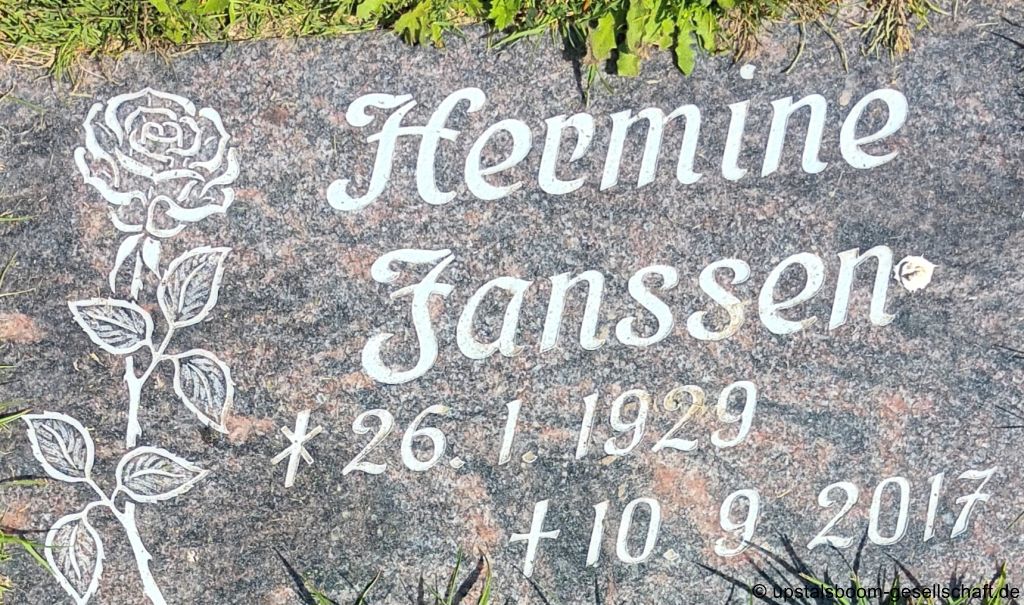 Hermine
Janssen
* 26. 1. 1929
+ 10. 9. 2017
© upstalsboom-gesellschaft.de